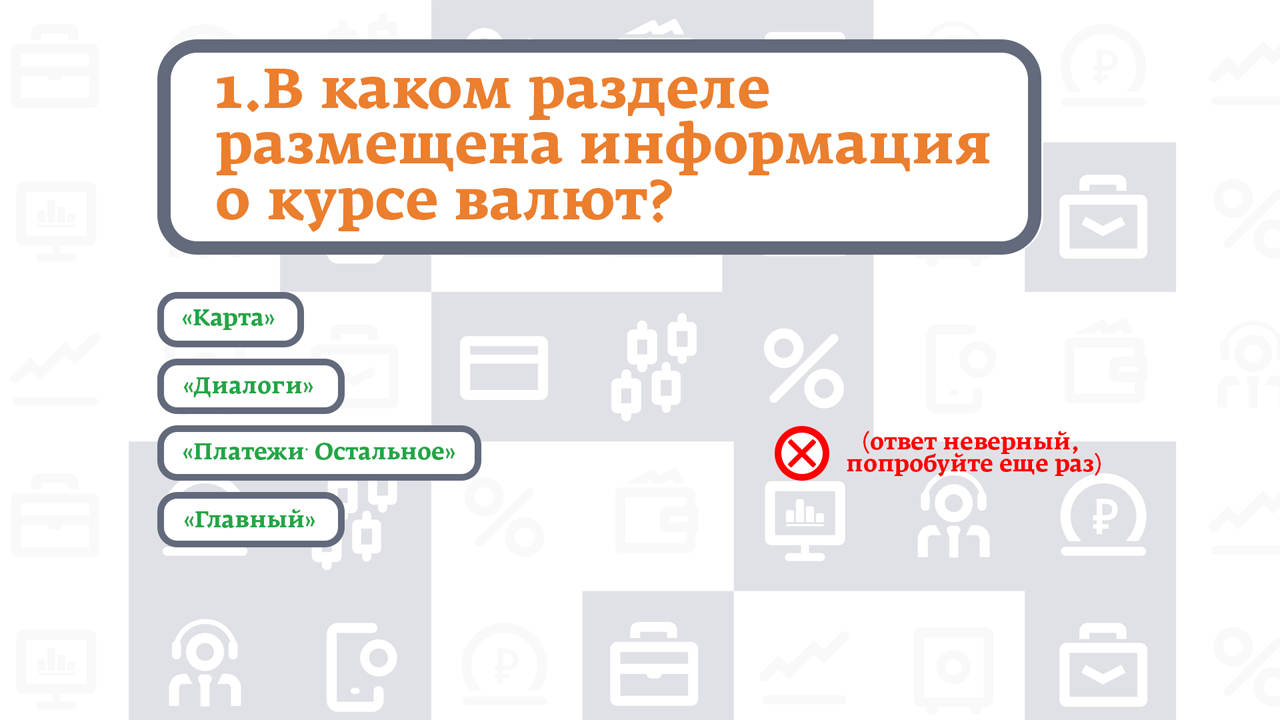 1.В каком разделе
размещена информация
о курсе валют?
«Карта»
«Диалоги»
«Платежи· Остальное»
«Главный»
(ответ неверный,
попробуйте еще раз)